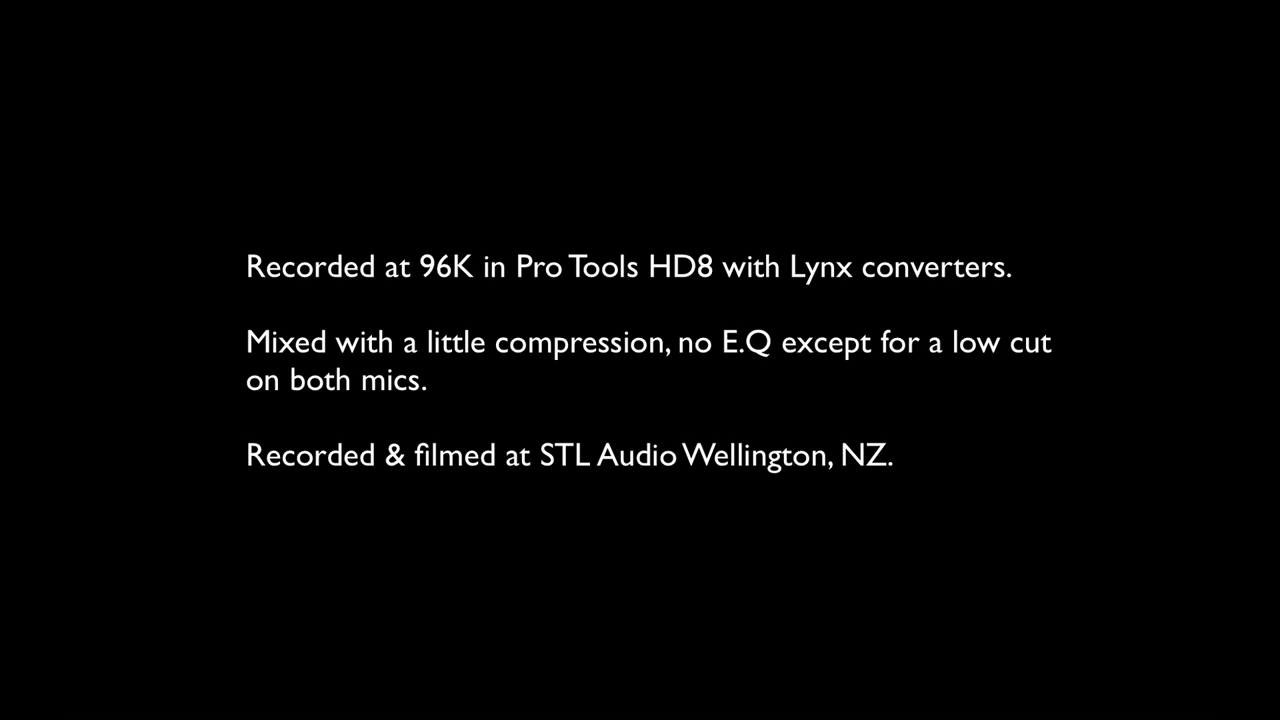 Recorded at 96K in Pro Tools HD8 with Lynx converters.
Mixed with a little compression, no E.Q except for a low cut
on both mics.
Recorded & filmed at STL Audio Wellington, NZ.